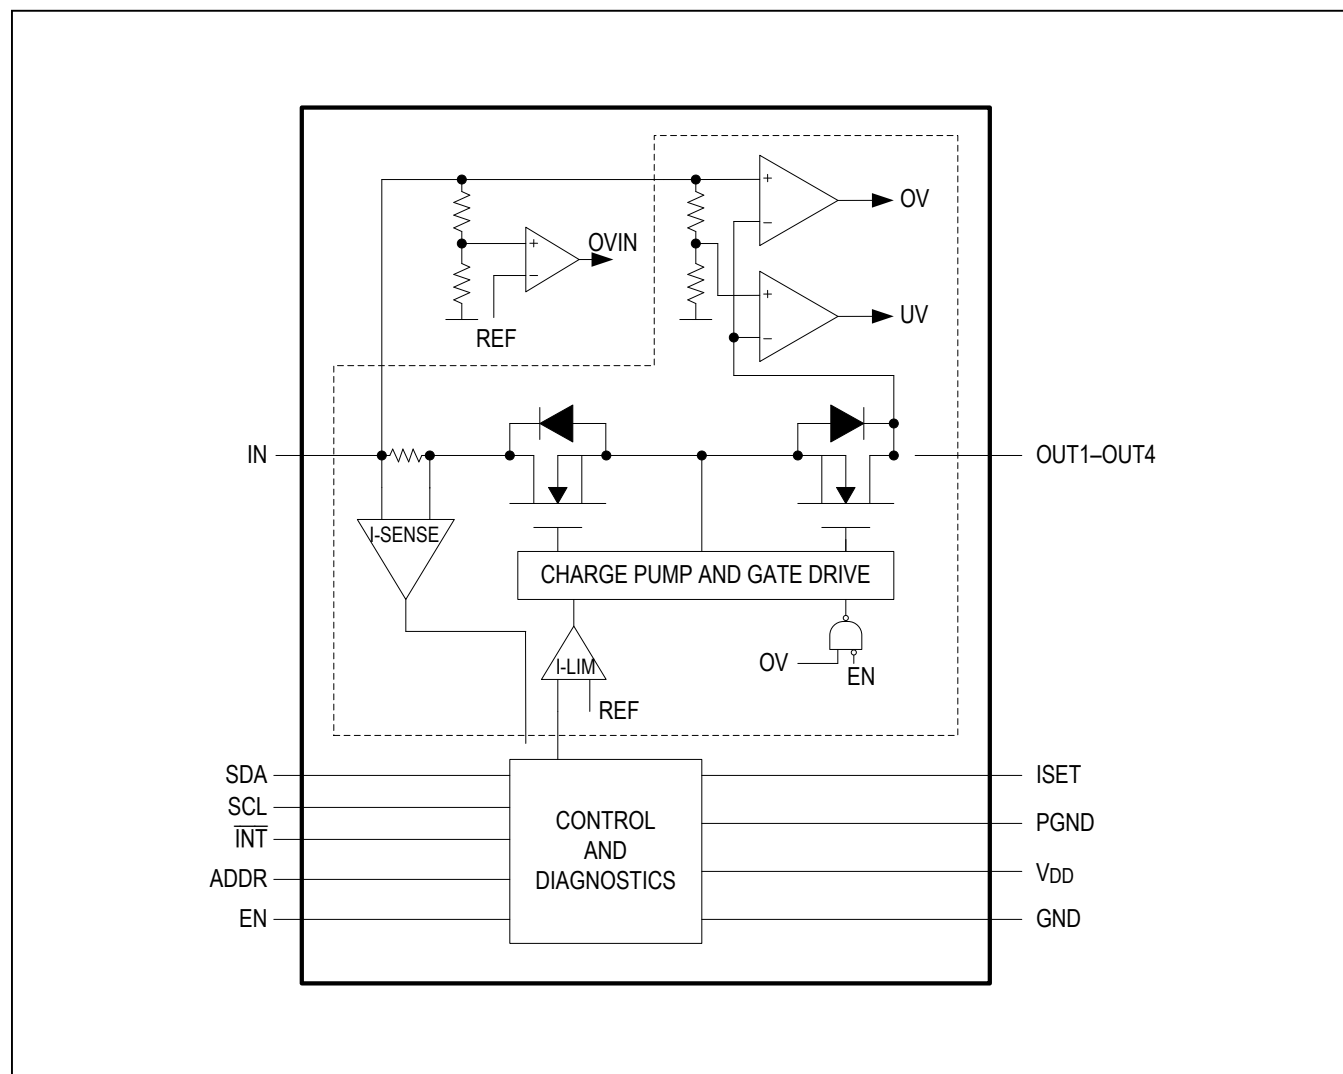 +
−
OV
+
−
OVIN
REF
+
−
UV
IN
OUT1–OUT4
I-SENSE
CHARGE PUMP AND GATE DRIVE
I-LIM
REF
OV
EN
SDA
SCL
INT
ADDR
EN
CONTROL
AND
DIAGNOSTICS
ISET
PGND
VDD
GND